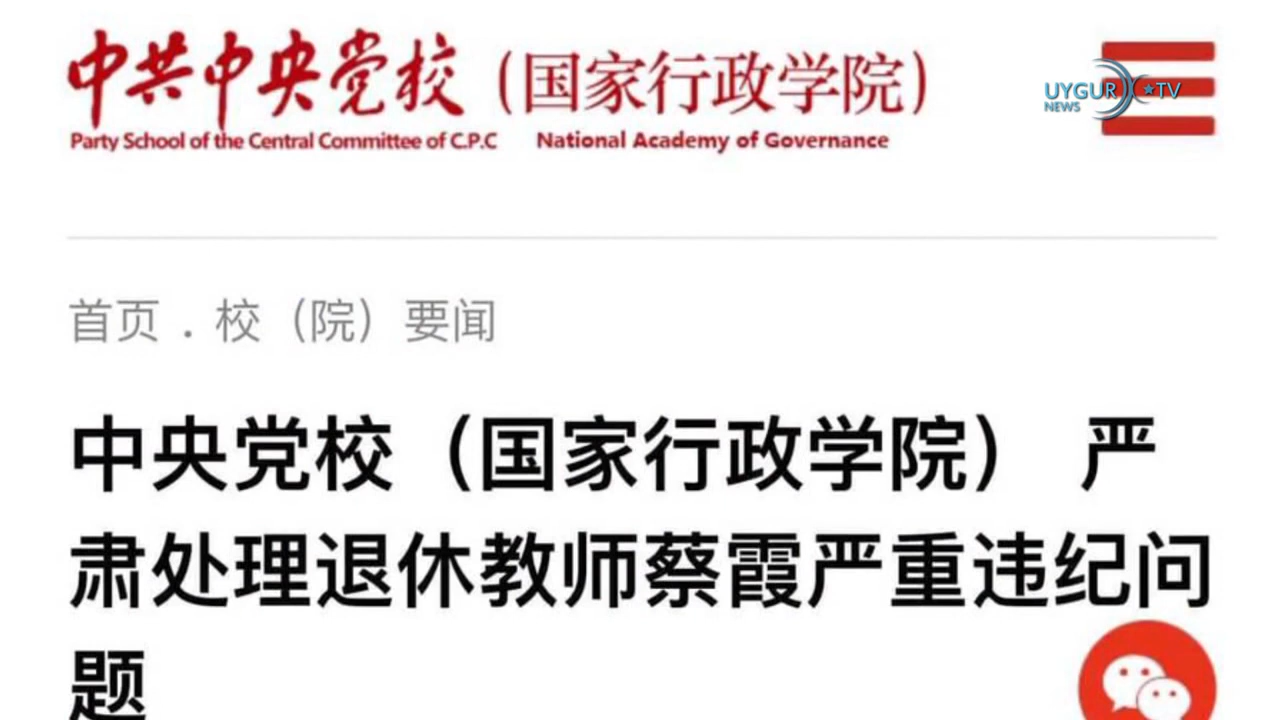 中共中央党校（国家行政学院）
Party School of the Central Committee of C.P.C National Academy of Governance
UYGUR TV
NEWS
首页．校（院）要闻
中央党校（国家行政学院） 严
肃处理退休教师蔡霞严重违纪问
题